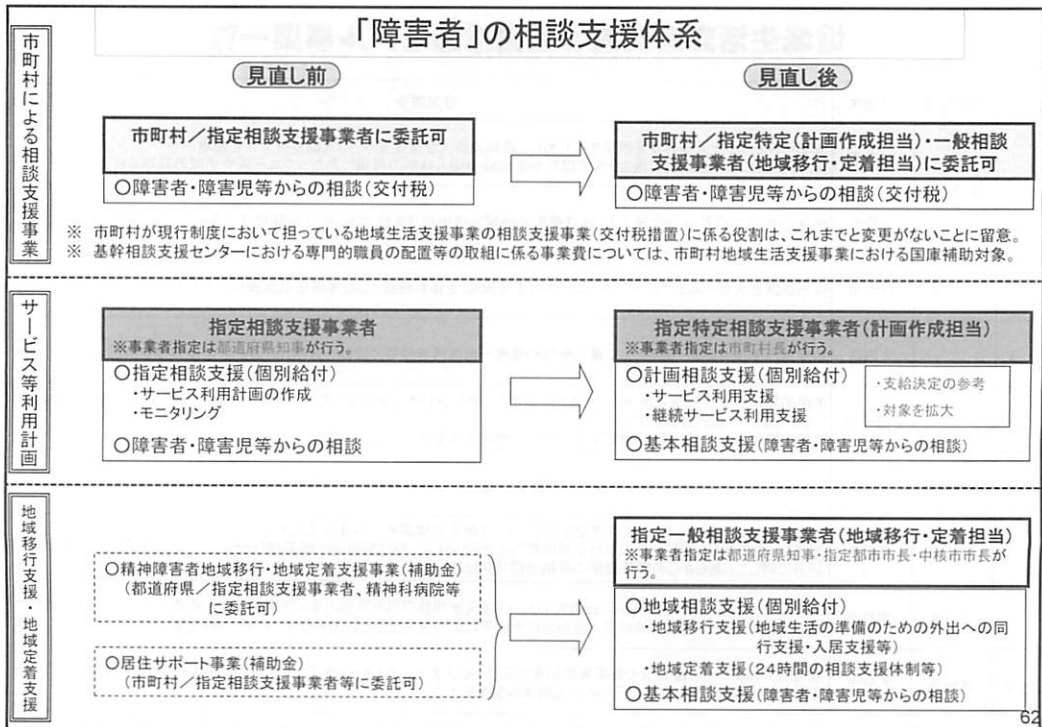 「障害者」の相談支援体系
見直し前
見直し後
市町村による相談支援事業
市町村／指定相談支援事業者に委託可
○障害者・障害児等からの相談(交付税)
市町村／指定特定(計画作成担当)・一般相談
支援事業者(地域移行・定着担当)に委託可
○障害者・障害児等からの相談(交付税)
※ 市町村が現行制度において担っている地域生活支援事業の相談支援事業(交付税措置)に係る役割は、これまでと変更がないことに留意。
※ 基幹相談支援センターにおける専門的職員の配置等の取組に係る事業費については、市町村地域生活支援事業における国庫補助対象。
サービス等利用計画
指定相談支援事業者
※事業者指定は都道府県知事が行う。
○指定相談支援(個別給付)
・サービス利用計画の作成
・モニタリング
○障害者・障害児等からの相談
指定特定相談支援事業者(計画作成担当)
※事業者指定は市町村長が行う。
○計画相談支援(個別給付)
・サービス利用支援
・継続サービス利用支援
・支給決定の参考
・対象を拡大
○基本相談支援(障害者・障害児等からの相談)
地域移行支援・地域定着支援
○精神障害者地域移行・地域定着支援事業(補助金)
(都道府県／指定相談支援事業者、精神科病院等
に委託可)
○居住サポート事業(補助金)
(市町村／指定相談支援事業者等に委託可)
指定一般相談支援事業者(地域移行・定着担当)
※事業者指定は都道府県知事・指定都市市長・中核市市長が
行う。
○地域相談支援(個別給付)
・地域移行支援(地域生活の準備のための外出への同
行支援・入居支援等)
・地域定着支援(24時間の相談支援体制等)
○基本相談支援(障害者・障害児等からの相談)
62